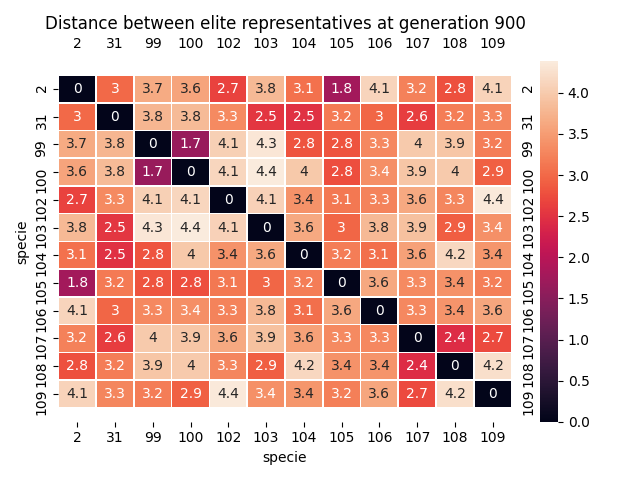 Distance between elite representatives at generation 900
2 31 99 100 102 103 104 105 106 107 108 109
2 0 3 3.7 3.6 2.7 3.8 3.1 1.8 4.1 3.2 2.8 4.1 2
31 3 0 3.8 3.8 3.3 2.5 2.5 3.2 3 2.6 3.2 3.3 31
99 3.7 3.8 0 1.7 4.1 4.3 2.8 2.8 3.3 4 3.9 3.2 99
100 3.6 3.8 1.7 0 4.1 4.4 4 2.8 3.4 3.9 4 2.9 100
102 2.7 3.3 4.1 4.1 0 4.1 3.4 3.1 3.3 3.6 3.3 4.4 102
103 3.8 2.5 4.3 4.4 4.1 0 3.6 3 3.8 3.9 2.9 3.4 103
104 3.1 2.5 2.8 4 3.4 3.6 0 3.2 3.1 3.6 4.2 3.4 104
105 1.8 3.2 2.8 2.8 3.1 3 3.2 0 3.6 3.3 3.4 3.2 105
106 4.1 3 3.3 3.4 3.3 3.8 3.1 3.6 0 3.3 3.4 3.6 106
107 3.2 2.6 4 3.9 3.6 3.9 3.6 3.3 3.3 0 2.4 2.7 107
108 2.8 3.2 3.9 4 3.3 2.9 4.2 3.4 3.4 2.4 0 4.2 108
109 4.1 3.3 3.2 2.9 4.4 3.4 3.4 3.2 3.6 2.7 4.2 0 109
2 31 99 100 102 103 104 105 106 107 108 109
specie
specie
4.0
3.5
3.0
2.5
2.0
1.5
1.0
0.5
0.0